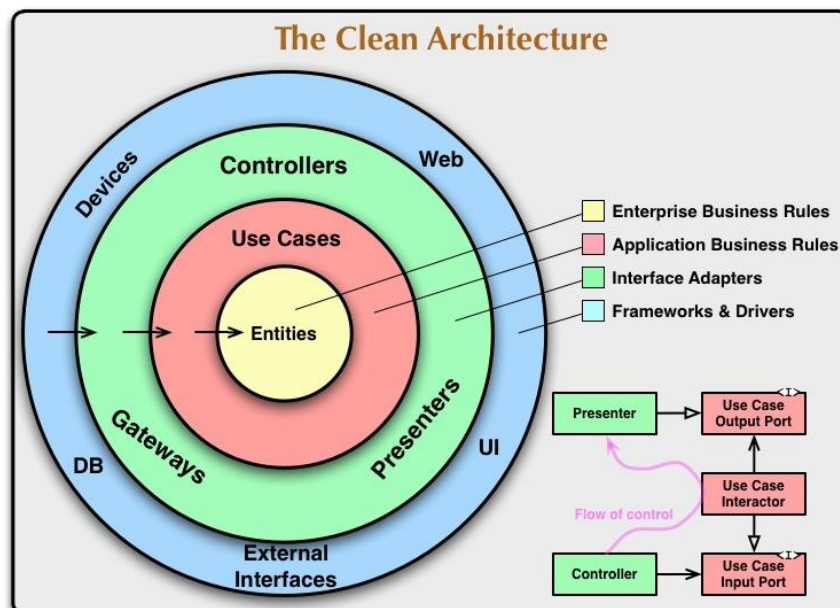 The Clean Architecture
Devices
Web
Controllers
Use Cases
Entities
Gateways
Presenters
DB
UI
External
Interfaces
Enterprise Business Rules
Application Business Rules
Interface Adapters
Frameworks & Drivers
Presenter
<I>
Use Case
Output Port
Use Case
Interactor
Flow of control
Controller
<I>
Use Case
Input Port